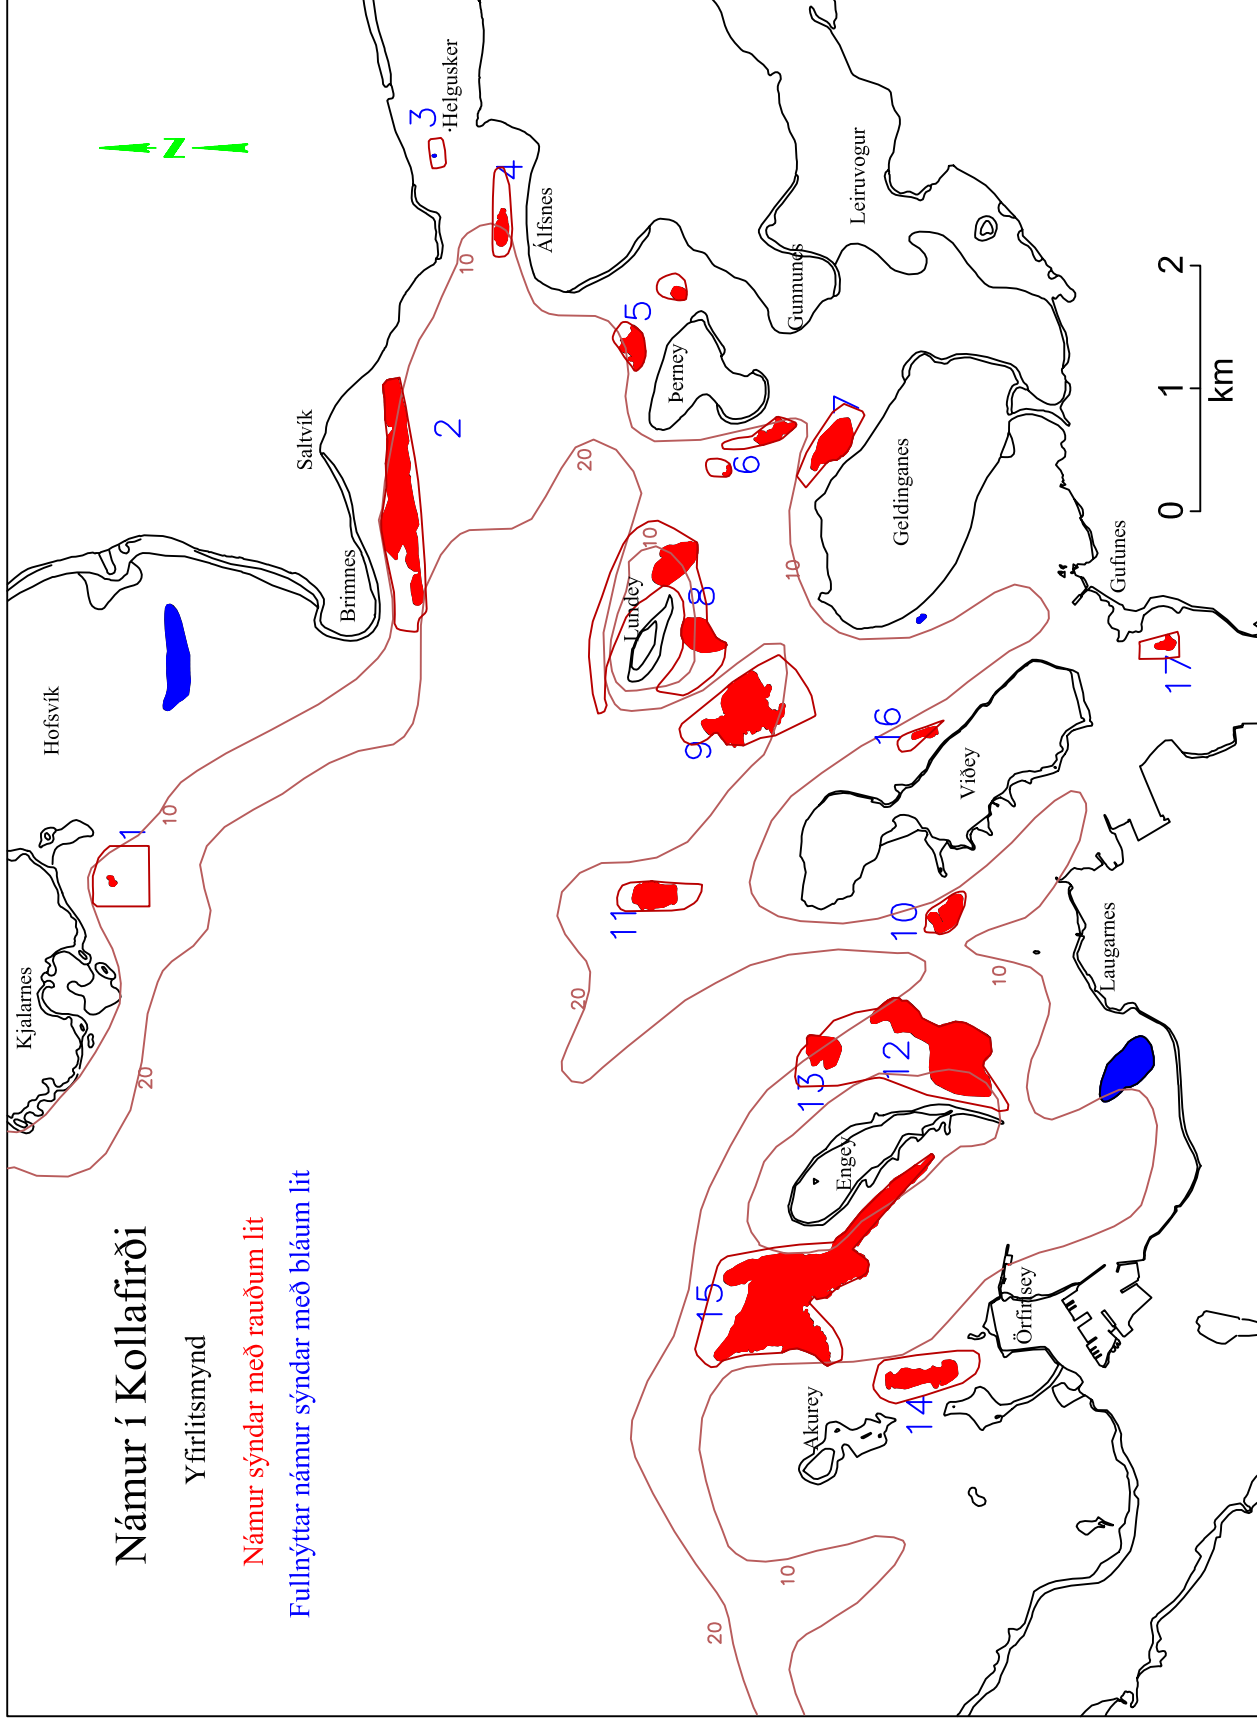 Námur í Kollafirði
Yfirlitsmynd
Námur sýndar með rauðum lit
Fullnýttar námur sýndar með bláum lit
Kjalarnes
Hofsvík
Brimnes
Saltvík
Helgusker
Álfsnes
Þerney
Gunnunes
Leiruvogur
Lundey
Geldinganes
Gufunes
Viðey
Laugarnes
Engey
Örfirisey
Akurey
1
2
3
4
5
6
7
8
9
10
11
12
13
14
15
16
17
10
10
10
10
10
10
20
20
20
20
N
0 1 2
km